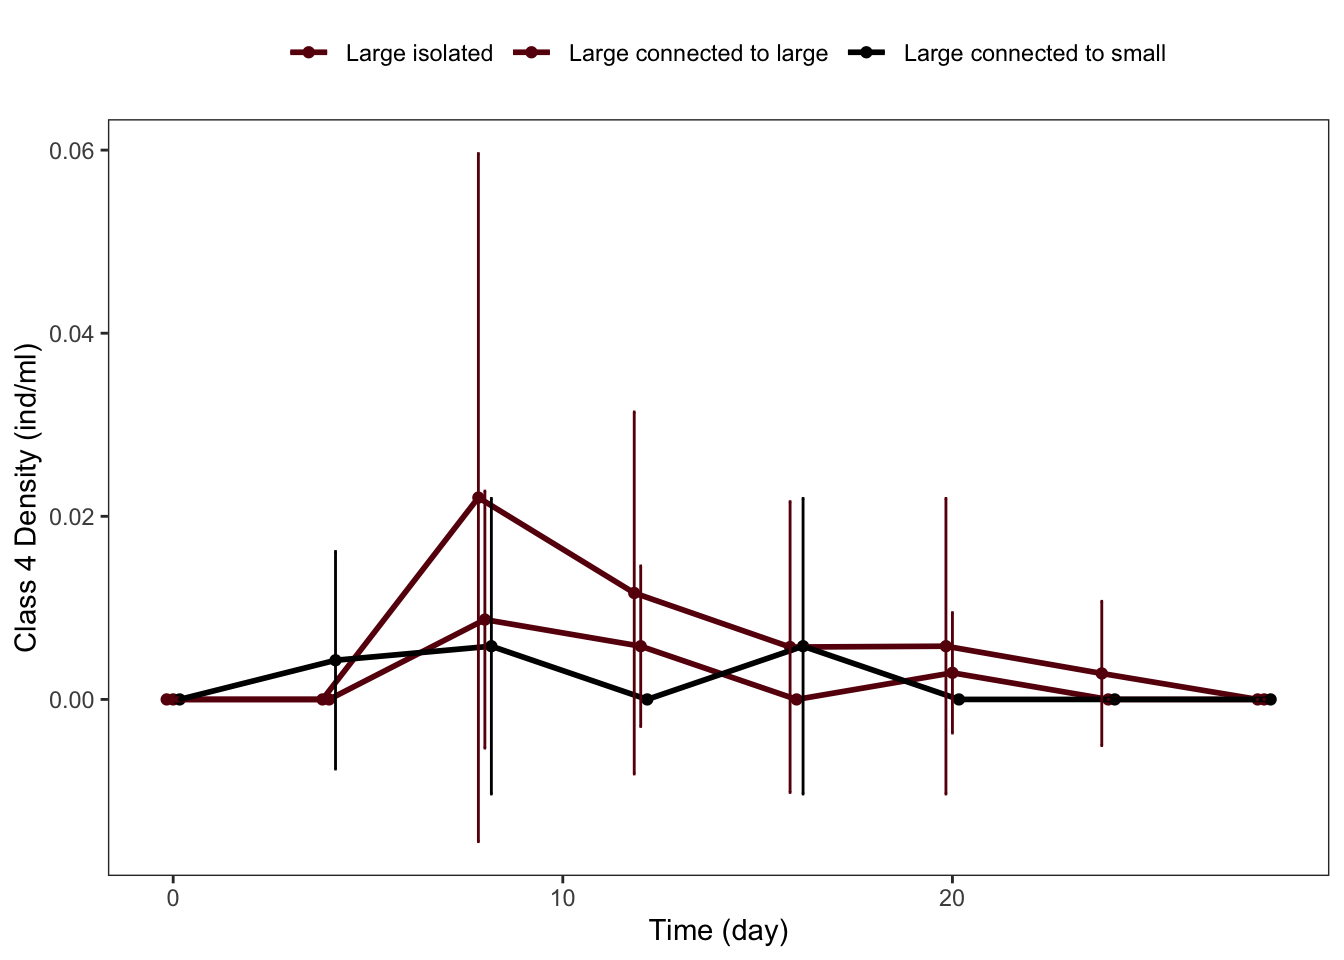 Large isolated Large connected to large Large connected to small
Class 4 Density (ind/ml)
0.06
0.04
0.02
0.00
0 10 20
Time (day)